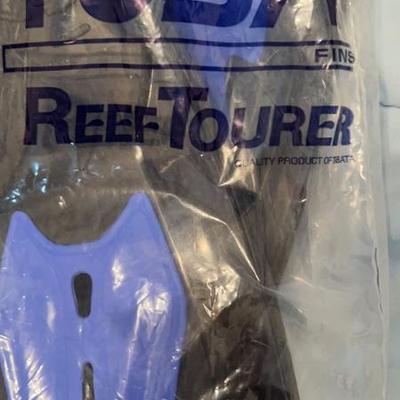 FINS
REEF TOURER
QUALITY PRODUCT OF TABATA